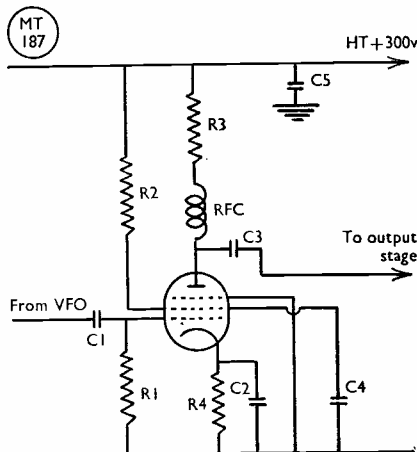 MT
187
HT+300v
C5
R3
R2
RFC
C3
To output
stage
From VFO
C1
R1
R4
C2
C4